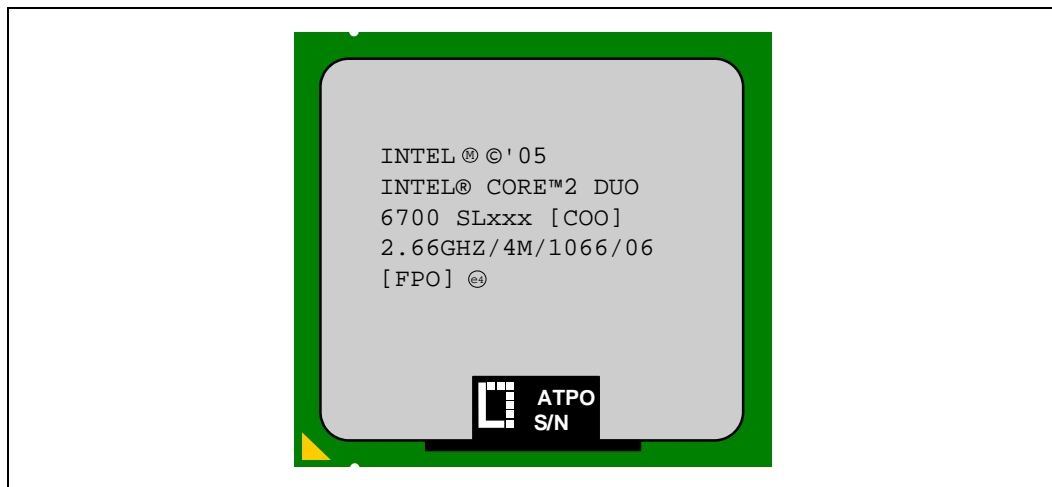 INTEL Ⓜ ©'05
INTEL® CORE™2 DUO
6700 SLxxx [COO]
2.66GHZ/4M/1066/06
[FPO] e4
ATPO
S/N